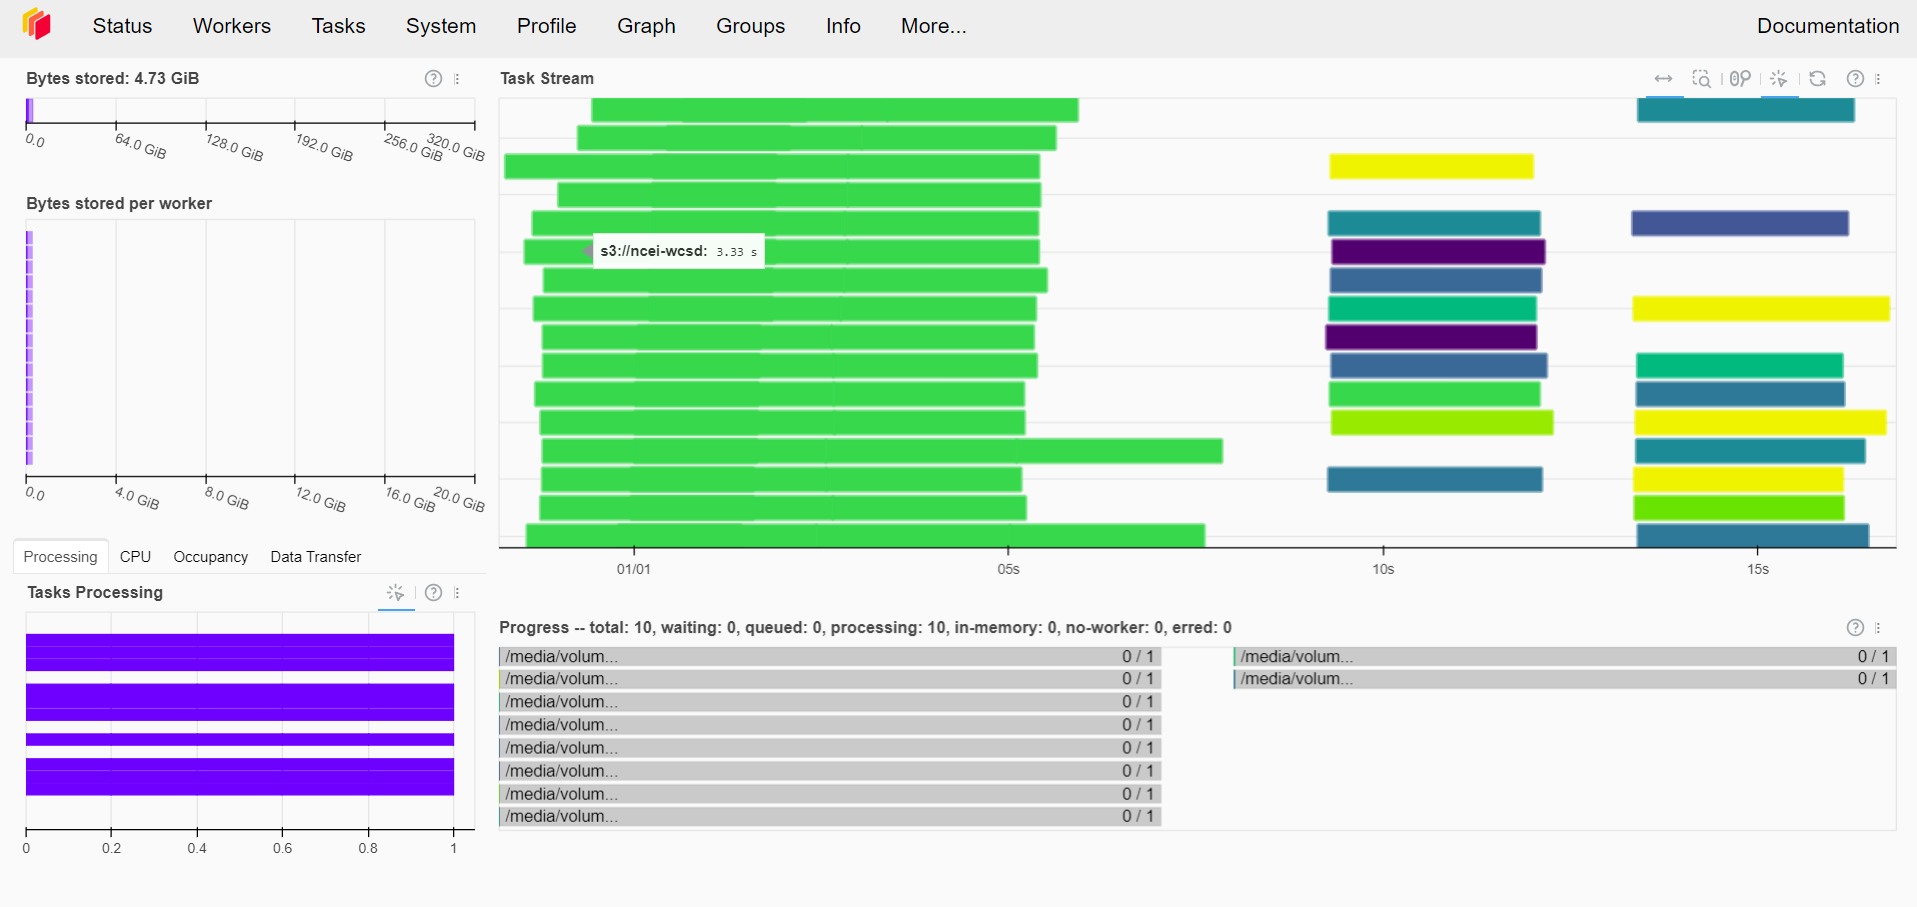 Status Workers Tasks System Profile Graph Groups Info More... Documentation
Bytes stored: 4.73 GiB
0.0 64.0 GiB 128.0 GiB 192.0 GiB 256.0 GiB 320.0 GiB
Bytes stored per worker
0.0 4.0 GiB 8.0 GiB 12.0 GiB 16.0 GiB 20.0 GiB
Processing CPU Occupancy Data Transfer
Tasks Processing
0 0.2 0.4 0.6 0.8 1
Task Stream
s3://ncei-wcsd: 3.33 s
01/01 05s 10s 15s
Progress -- total: 10, waiting: 0, queued: 0, processing: 10, in-memory: 0, no-worker: 0, erred: 0
/media/volum... 0 / 1
/media/volum... 0 / 1
/media/volum... 0 / 1
/media/volum... 0 / 1
/media/volum... 0 / 1
/media/volum... 0 / 1
/media/volum... 0 / 1
/media/volum... 0 / 1
/media/volum... 0 / 1
/media/volum... 0 / 1